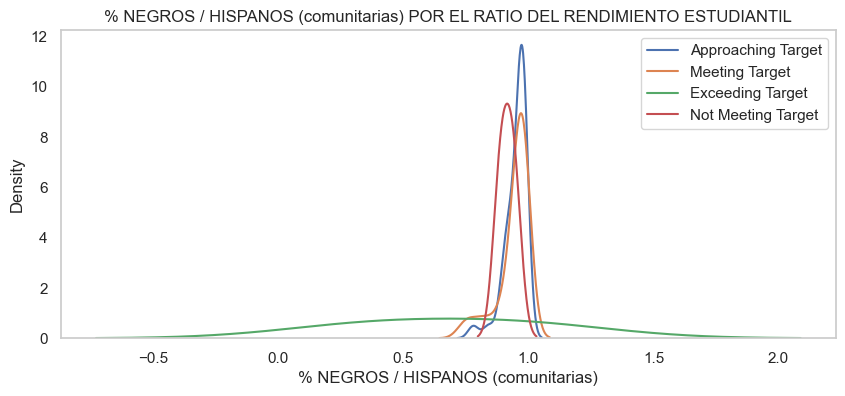 % NEGROS / HISPANOS (comunitarias) POR EL RATIO DEL RENDIMIENTO ESTUDIANTIL
12
10
8
6
4
2
0
Density
Approaching Target
Meeting Target
Exceeding Target
Not Meeting Target
−0.5 0.0 0.5 1.0 1.5 2.0
% NEGROS / HISPANOS (comunitarias)